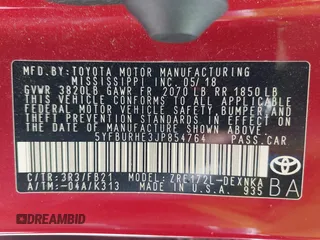 MFD. BY: TOYOTA MOTOR MANUFACTURING
MISSISSIPPI INC. 05/18
GVWR 3820LB GAWR FR 2070 LB RR 1850 LB
THIS VEHICLE CONFORMS TO ALL APPLICABLE
FEDERAL MOTOR VEHICLE SAFETY, BUMPER, AND
THEFT PREVENTION STANDARDS IN EFFECT ON
THE DATE OF MANUFACTURE SHOWN ABOVE.
5YFBURHE3JP854764 PASS.CAR
C/TR:3R3/FB21 ZRE172L-DEXNKA
A/TM:-04A/K313 MADE IN U.S.A. 935
BA
TOYOTA
DREAMBID